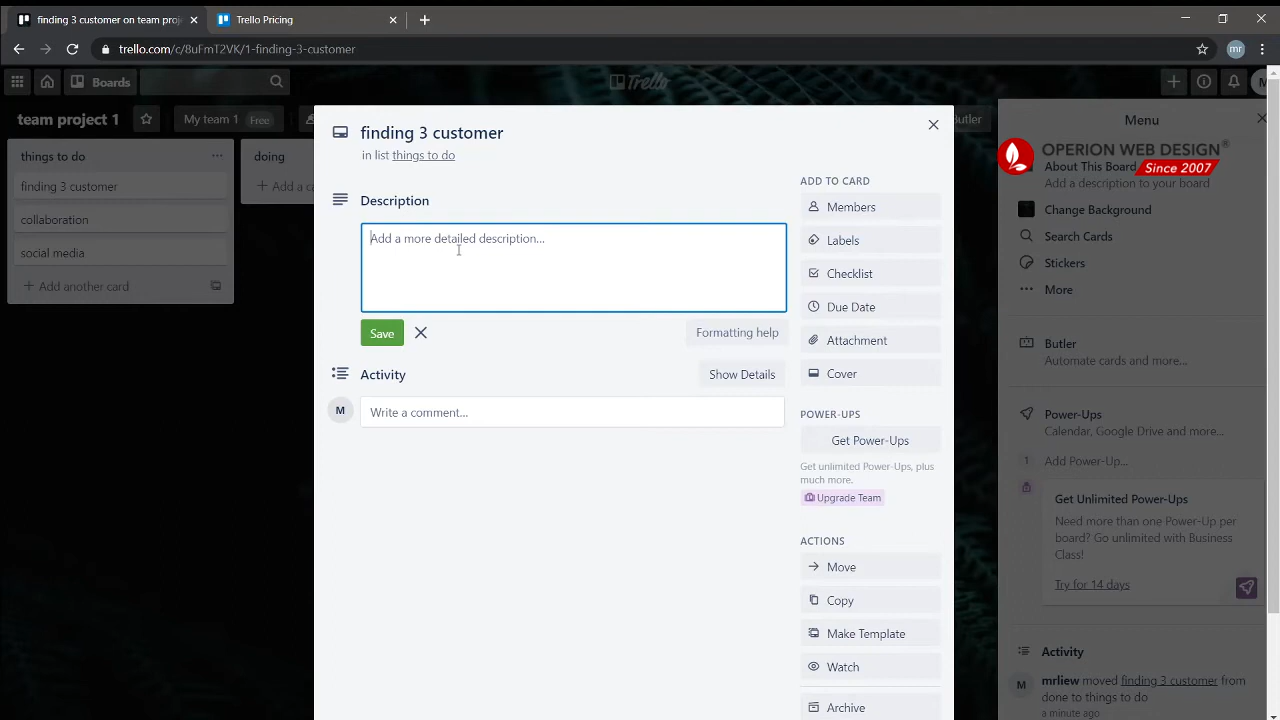 finding 3 customer on team proj
Trello Pricing
trello.com/c/8uFmT2VK/1-finding-3-customer
mr
Boards
Trello
team project 1
My team 1 Free
Butler
Menu
things to do
finding 3 customer
collaboration
social media
Add another card
doing
+ Add a c
finding 3 customer
in list things to do
Description
Add a more detailed description...
Save
Formatting help
Activity
Show Details
M
Write a comment...
ADD TO CARD
Members
Labels
Checklist
Due Date
Attachment
Cover
POWER-UPS
Get Power-Ups
Get unlimited Power-Ups, plus
much more.
Upgrade Team
ACTIONS
Move
Copy
Make Template
Watch
Archive
OPERION WEB DESIGN®
Since 2007
About This Board
Add a description to your board
Change Background
Search Cards
Stickers
More
Butler
Automate cards and more...
Power-Ups
Calendar, Google Drive and more...
1 Add Power-Up...
Get Unlimited Power-Ups
Need more than one Power-Up per
board? Go unlimited with Business
Class!
Try for 14 days
Activity
M
mrliew moved finding 3 customer from
done to things to do
a minute ago